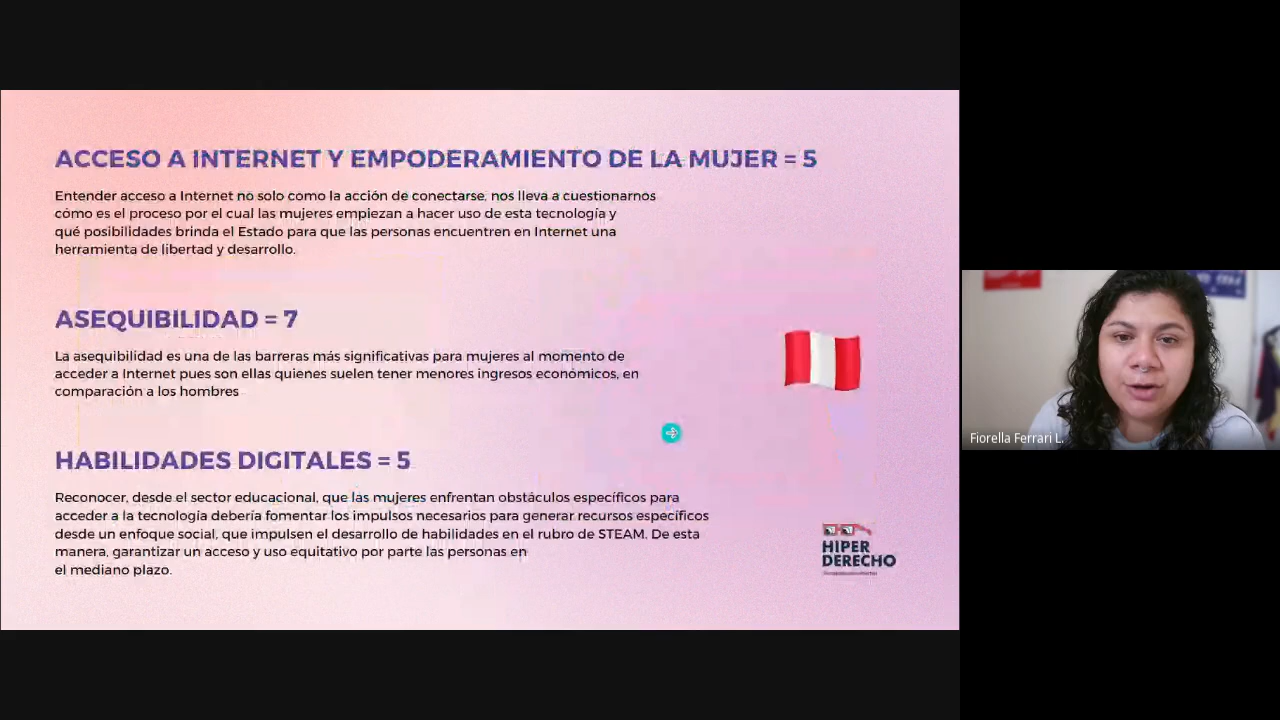 ACCESO A INTERNET Y EMPODERAMIENTO DE LA MUJER = 5
Entender acceso a Internet no solo como la acción de conectarse, nos lleva a cuestionarnos
cómo es el proceso por el cual las mujeres empiezan a hacer uso de esta tecnología y
qué posibilidades brinda el Estado para que las personas encuentren en Internet una
herramienta de libertad y desarrollo.
ASEQUIBILIDAD = 7
La asequibilidad es una de las barreras más significativas para mujeres al momento de
acceder a Internet pues son ellas quienes suelen tener menores ingresos económicos, en
comparación a los hombres
HABILIDADES DIGITALES = 5
Reconocer, desde el sector educacional, que las mujeres enfrentan obstáculos específicos para
acceder a la tecnología debería fomentar los impulsos necesarios para generar recursos específicos
desde un enfoque social, que impulsen el desarrollo de habilidades en el rubro de STEAM. De esta
manera, garantizar un acceso y uso equitativo por parte las personas en
el mediano plazo.
HIPER
DERECHO
Fiorella Ferrari L.